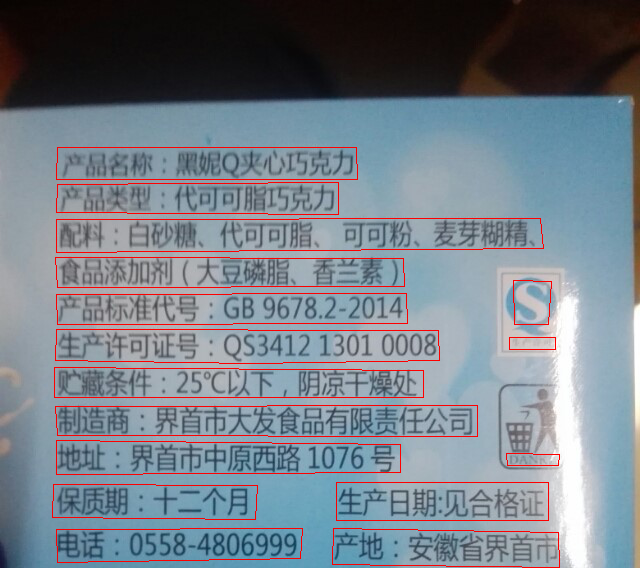 产品名称：黑妮Q夹心巧克力
产品类型：代可可脂巧克力
配料：白砂糖、代可可脂、可可粉、麦芽糊精、
食品添加剂（大豆磷脂、香兰素）
产品标准代号：GB 9678.2-2014
生产许可证号：QS3412 1301 0008
贮藏条件：25℃以下，阴凉干燥处
制造商：界首市大发食品有限责任公司
地址：界首市中原西路 1076 号
保质期：十二个月
生产日期:见合格证
电话：0558-4806999
产地：安徽省界首市
S